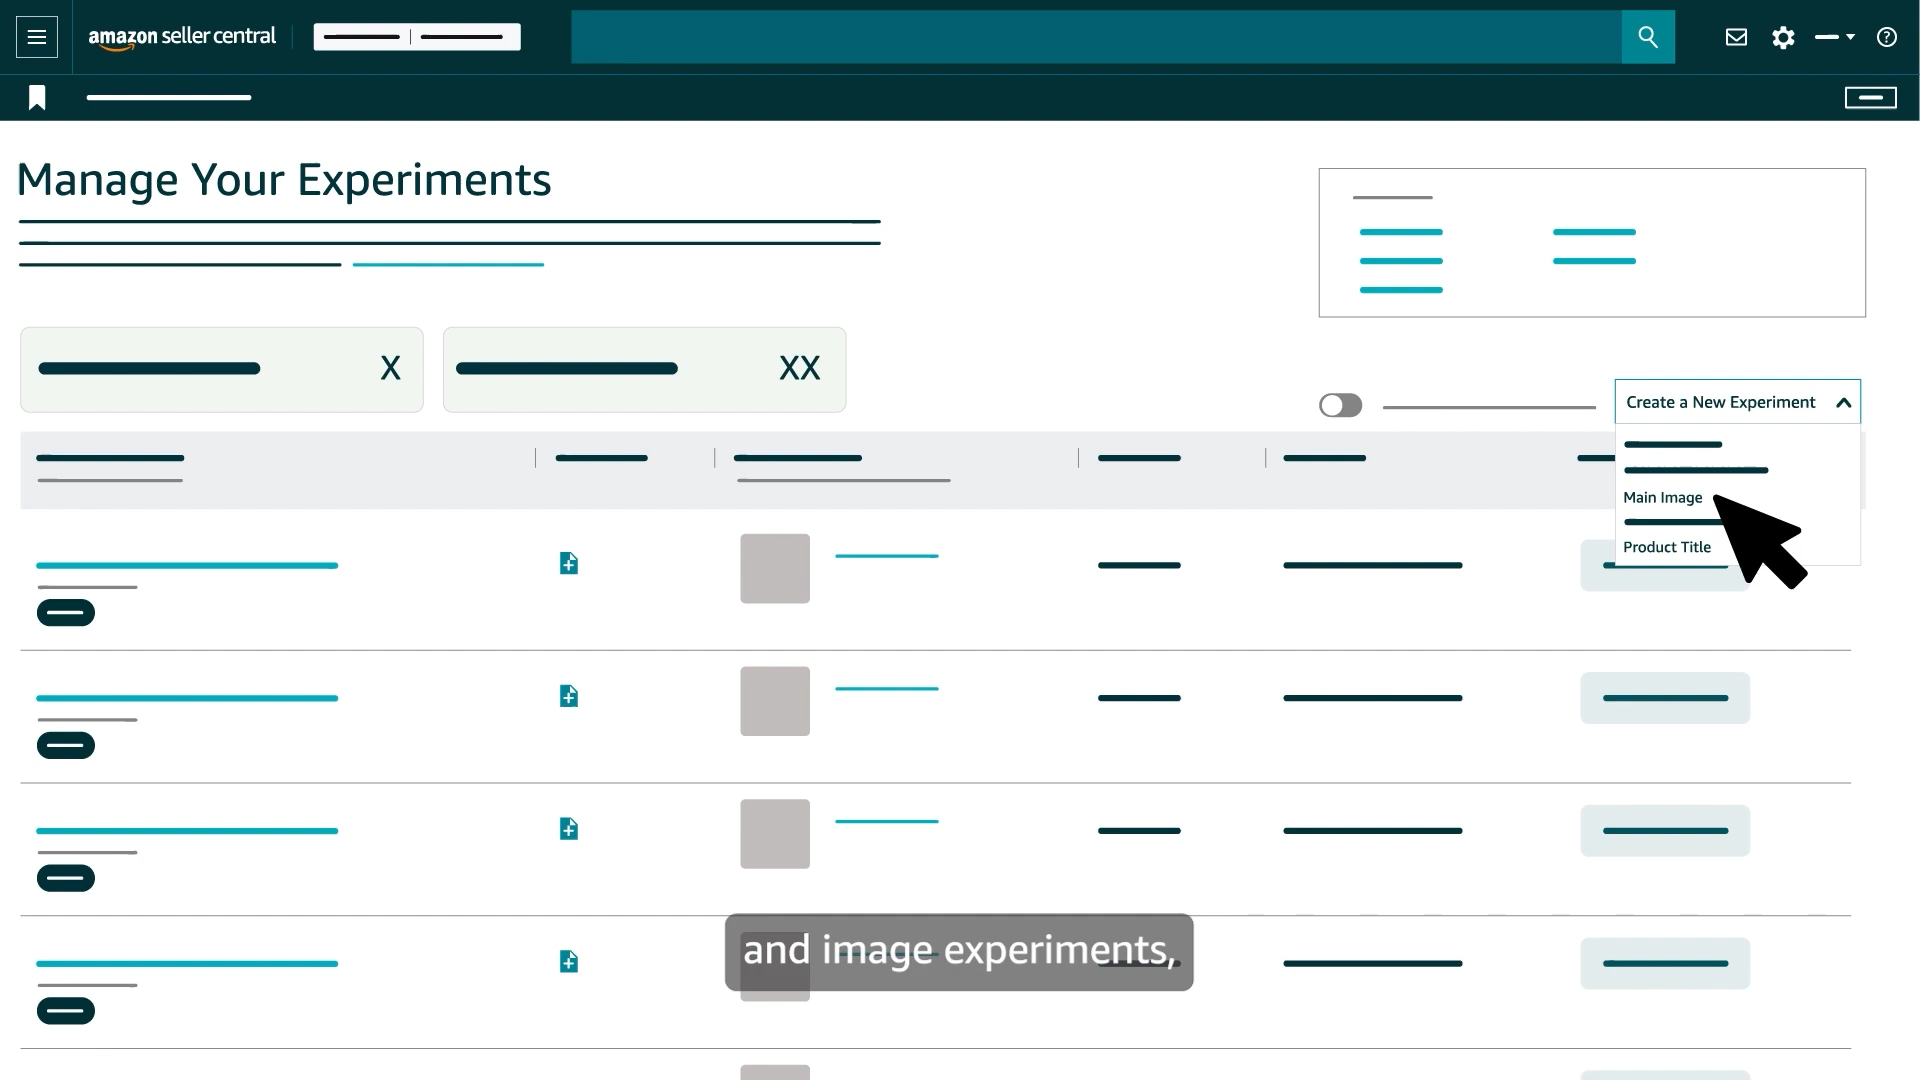 amazon seller central
Manage Your Experiments
X
XX
Create a New Experiment
Main Image
Product Title
and image experiments,